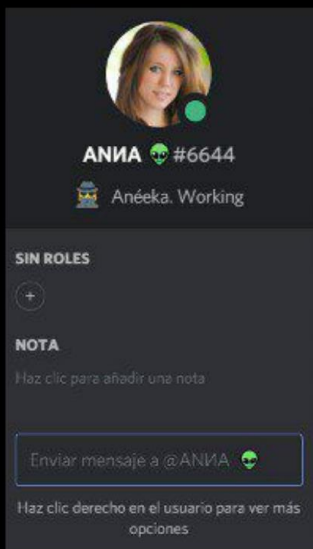 ANИA 👽#6644
🕵️ Anéeka. Working
SIN ROLES
+
NOTA
Haz clic para añadir una nota
Enviar mensaje a @ANИA 👽
Haz clic derecho en el usuario para ver más
opciones